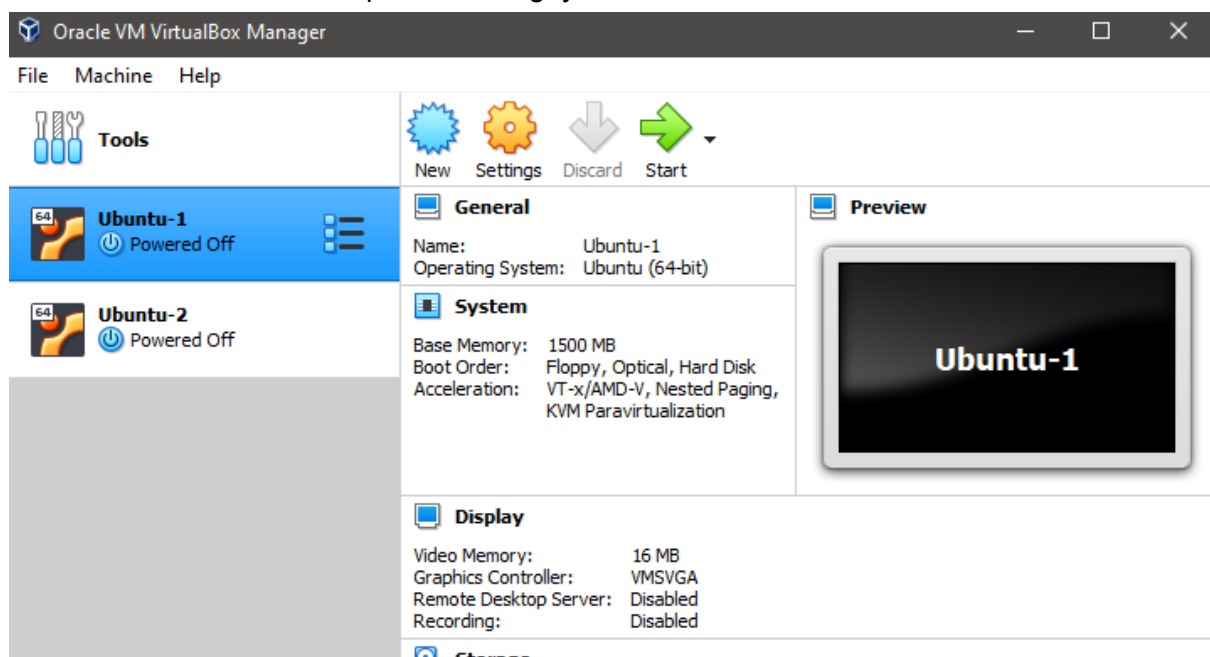 Oracle VM VirtualBox Manager
File Machine Help
Tools
New Settings Discard Start
64
Ubuntu-1
Powered Off
64
Ubuntu-2
Powered Off
General
Name: Ubuntu-1
Operating System: Ubuntu (64-bit)
System
Base Memory: 1500 MB
Boot Order: Floppy, Optical, Hard Disk
Acceleration: VT-x/AMD-V, Nested Paging,
KVM Paravirtualization
Preview
Ubuntu-1
Display
Video Memory: 16 MB
Graphics Controller: VMSVGA
Remote Desktop Server: Disabled
Recording: Disabled